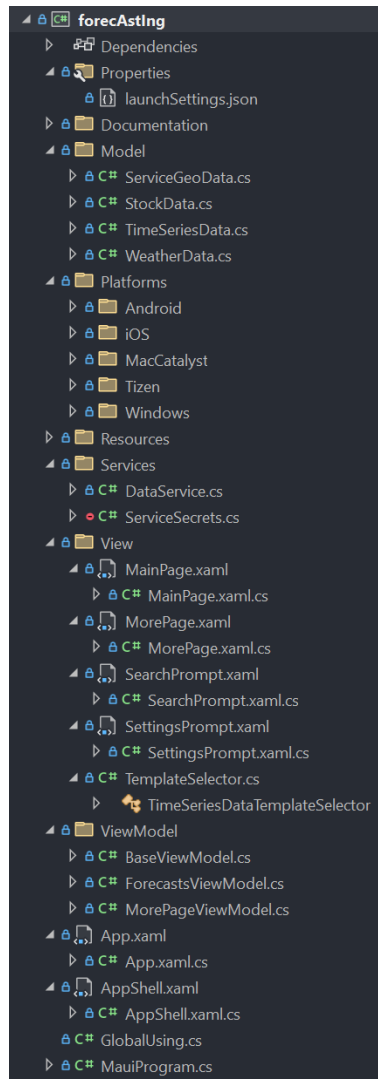 C# forecAstIng
Dependencies
Properties
{} launchSettings.json
Documentation
Model
C# ServiceGeoData.cs
C# StockData.cs
C# TimeSeriesData.cs
C# WeatherData.cs
Platforms
Android
iOS
MacCatalyst
Tizen
Windows
Resources
Services
C# DataService.cs
C# ServiceSecrets.cs
View
MainPage.xaml
C# MainPage.xaml.cs
MorePage.xaml
C# MorePage.xaml.cs
SearchPrompt.xaml
C# SearchPrompt.xaml.cs
SettingsPrompt.xaml
C# SettingsPrompt.xaml.cs
C# TemplateSelector.cs
TimeSeriesDataTemplateSelector
ViewModel
C# BaseViewModel.cs
C# ForecastsViewModel.cs
C# MorePageViewModel.cs
App.xaml
C# App.xaml.cs
AppShell.xaml
C# AppShell.xaml.cs
C# GlobalUsing.cs
C# MauiProgram.cs